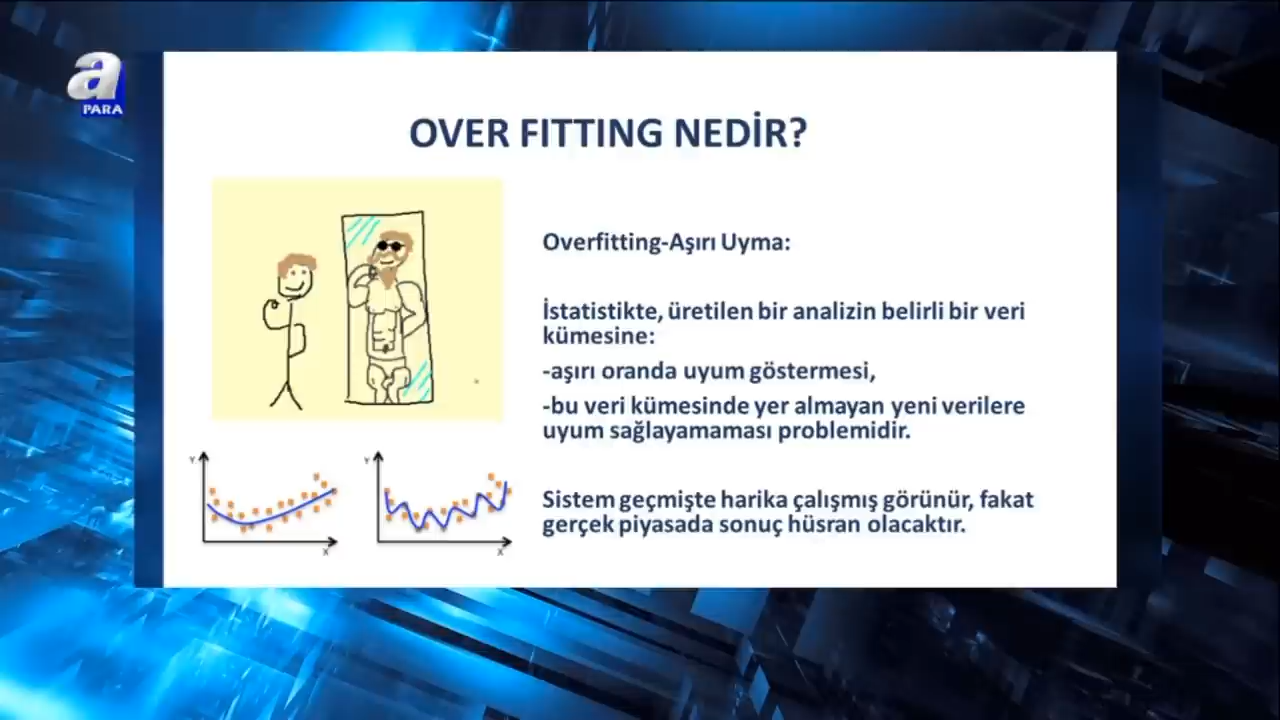 a
PARA
OVER FITTING NEDİR?
Overfitting-Aşırı Uyma:
İstatistikte, üretilen bir analizin belirli bir veri
kümesine:
-aşırı oranda uyum göstermesi,
-bu veri kümesinde yer almayan yeni verilere
uyum sağlayamaması problemidir.
Sistem geçmişte harika çalışmış görünür, fakat
gerçek piyasada sonuç hüsran olacaktır.
Y
X
Y
X